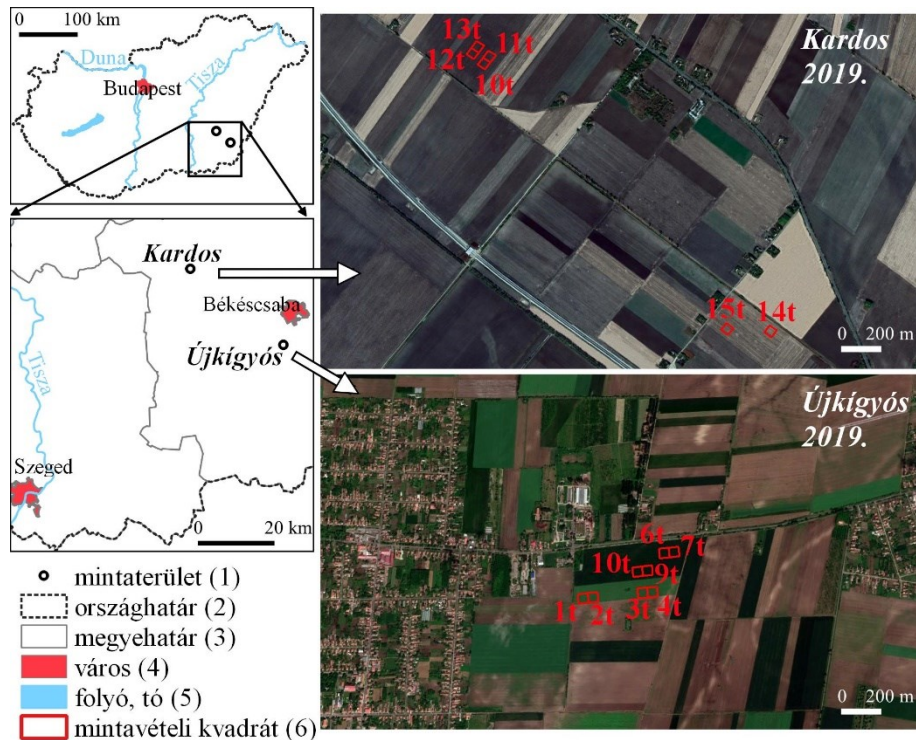 100 km
Duna
Tisza
Budapest
Kardos
Békéscsaba
Újkígyós
Tisza
Szeged
0 20 km
mintaterület (1)
országhatár (2)
megyehatár (3)
város (4)
folyó, tó (5)
mintavételi kvadrát (6)
Kardos
2019.
13t
11t
12t
10t
15t
14t
0 200 m
Újkígyós
2019.
6t
7t
10t
9t
1t
2t
3t
4t
0 200 m